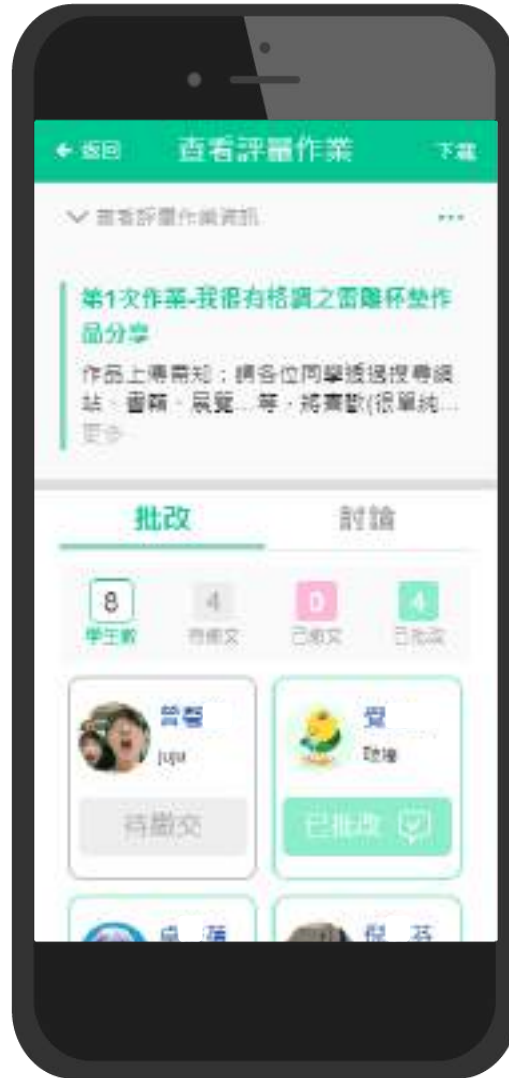 返回 查看評量作業 下載
查看評量作業資訊
第1次作業-我很有格調之雷雕杯墊作
品分享
作品上傳需知：請各位同學透過搜尋網
站、書籍、展覽...等，將喜歡(很單純...
更多
批改 討論
8 4 0 4
學生數 待繳交 已繳交 已批改
曾馨 覺
juju
待繳交 已批改